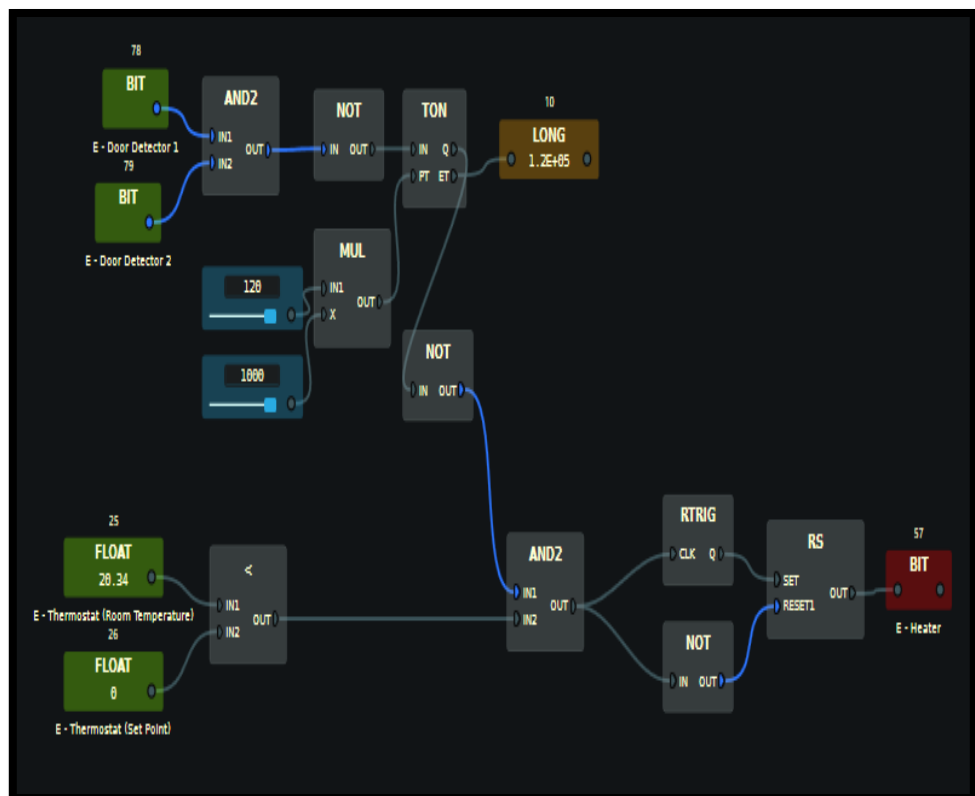 78
BIT
E - Door Detector 1
79
BIT
E - Door Detector 2
AND2
IN1
IN2
OUT
NOT
IN OUT
TON
IN Q
PT ET
10
LONG
1.2E+05
120
1000
MUL
IN1
X
OUT
NOT
IN OUT
25
FLOAT
20.34
E - Thermostat (Room Temperature)
26
FLOAT
0
E - Thermostat (Set Point)
<
IN1
IN2
OUT
AND2
IN1
IN2
OUT
RTRIG
CLK Q
NOT
IN OUT
RS
SET
RESET1
OUT
57
BIT
E - Heater